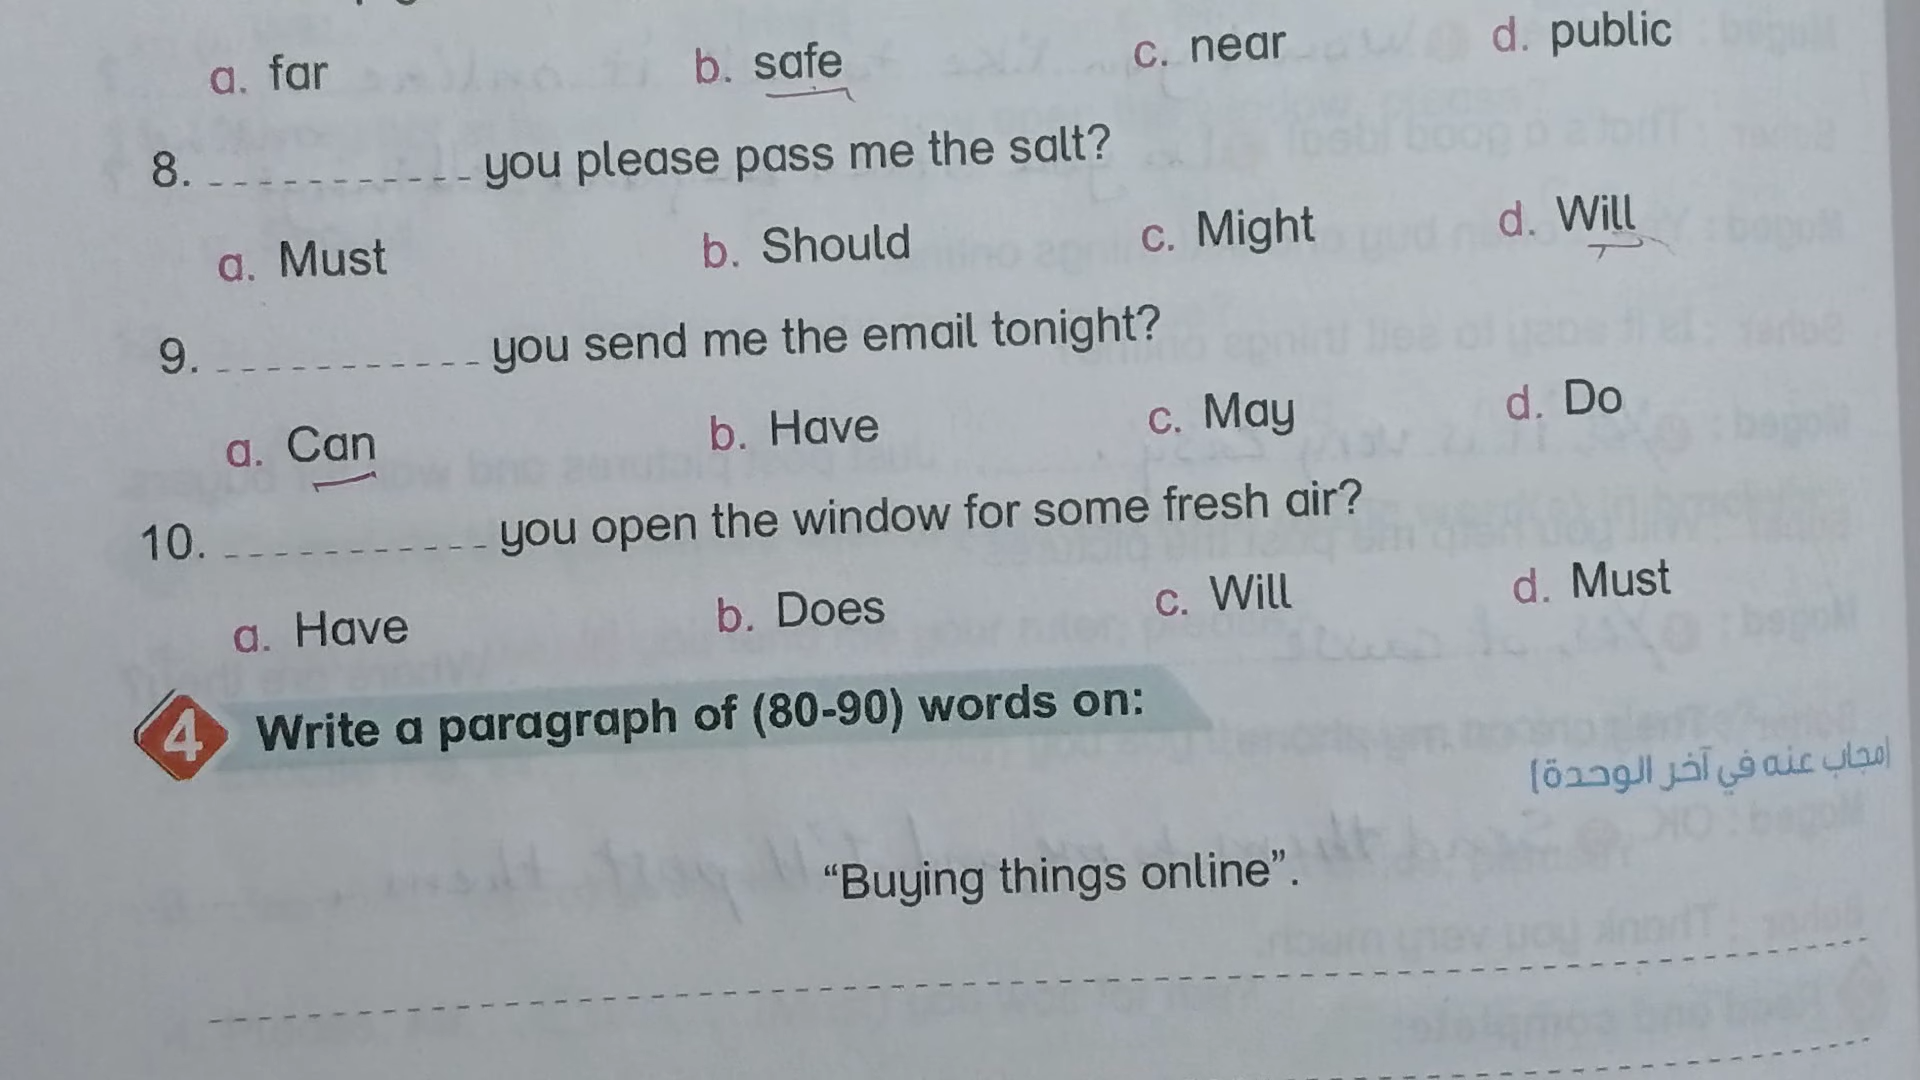 a. far b. safe c. near d. public
8. ----------- you please pass me the salt?
a. Must b. Should c. Might d. Will
9. ----------- you send me the email tonight?
a. Can b. Have c. May d. Do
10. ----------- you open the window for some fresh air?
a. Have b. Does c. Will d. Must
4 Write a paragraph of (80-90) words on:
(مجاب عنه في آخر الوحدة)
“Buying things online”.